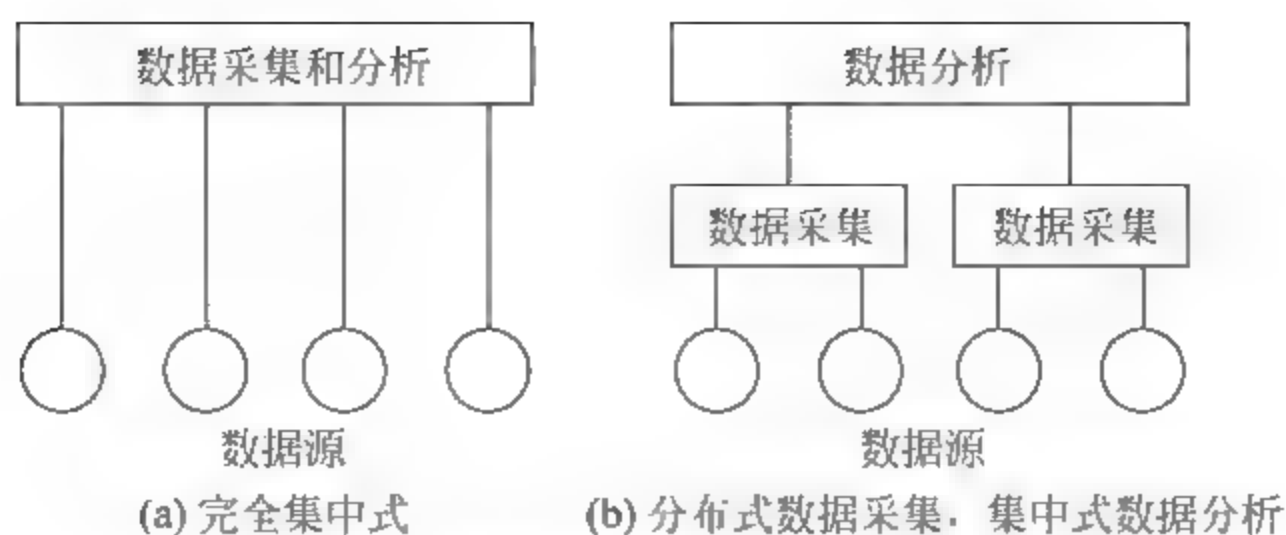 数据采集和分析
数据分析
数据采集
数据采集
数据源
数据源
(a) 完全集中式
(b) 分布式数据采集．集中式数据分析